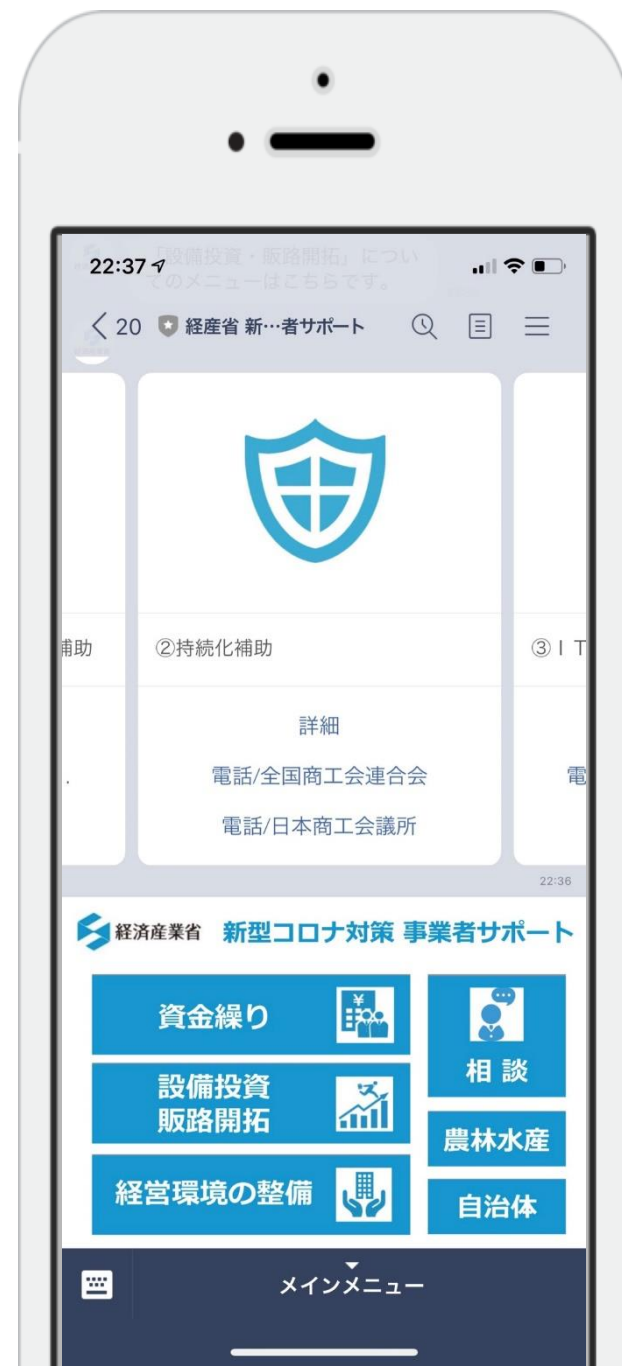 「設備投資・販路開拓」につい
てのメニューはこちらです。
22:37
20 経産省 新…者サポート
補助
②持続化補助
③ＩＴ
詳細
電話/全国商工会連合会
電
電話/日本商工会議所
22:36
経済産業省 新型コロナ対策 事業者サポート
資金繰り
¥
相 談
設備投資
販路開拓
農林水産
経営環境の整備
自治体
メインメニュー